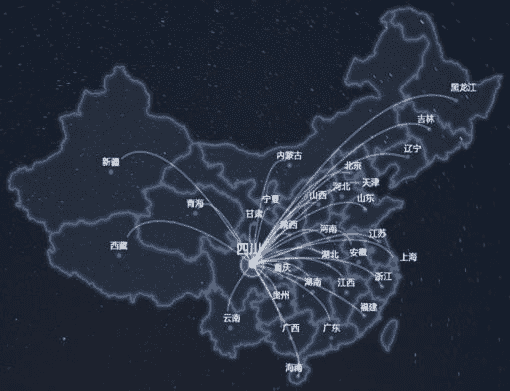 黑龙江
吉林
辽宁
内蒙古
新疆
北京
天津
河北
山西
宁夏
山东
青海
甘肃
陕西
河南
江苏
西藏
四川
湖北
安徽
上海
重庆
浙江
湖南
江西
贵州
福建
云南
广西
广东
海南